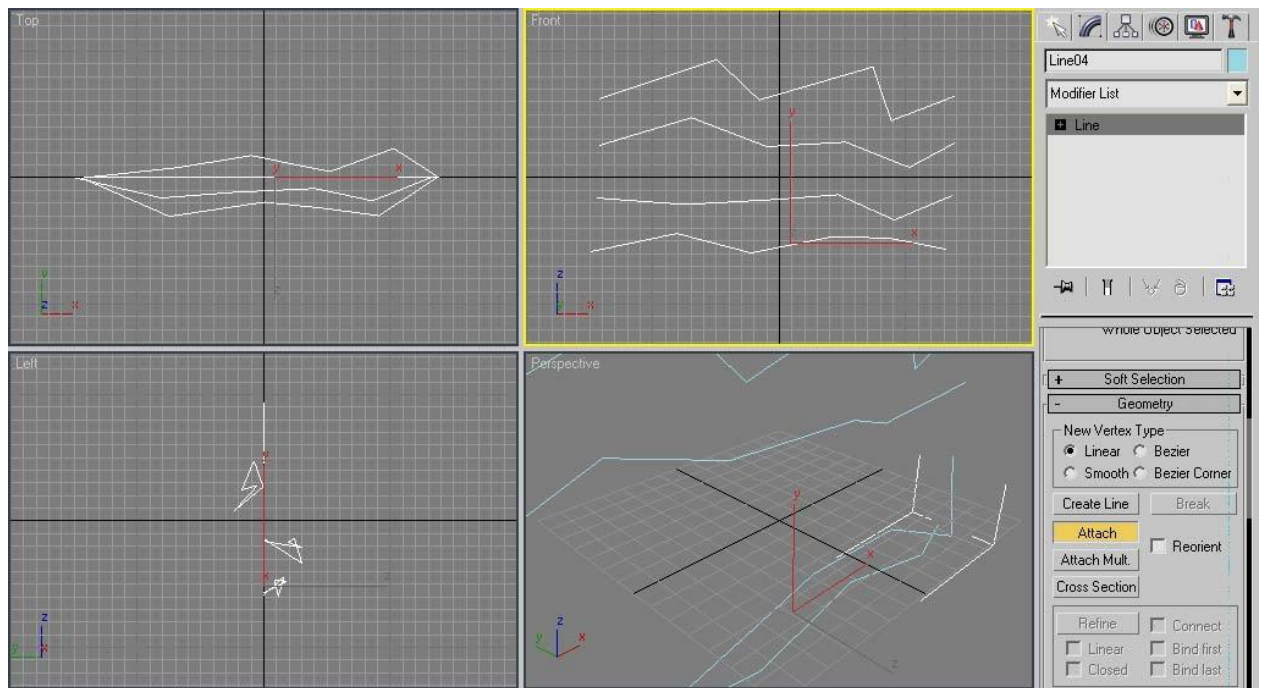 Top
y
x
y
z
x
Front
y
x
z
x
Left
y
x
z
z
y
x
Perspective
y
x
z
z
y
x
Line04
Modifier List
Line
Whole Object Selected
+ Soft Selection
- Geometry
New Vertex Type
Linear Bezier
Smooth Bezier Corner
Create Line Break
Attach
Reorient
Attach Mult.
Cross Section
Refine Connect
Linear Bind first
Closed Bind last